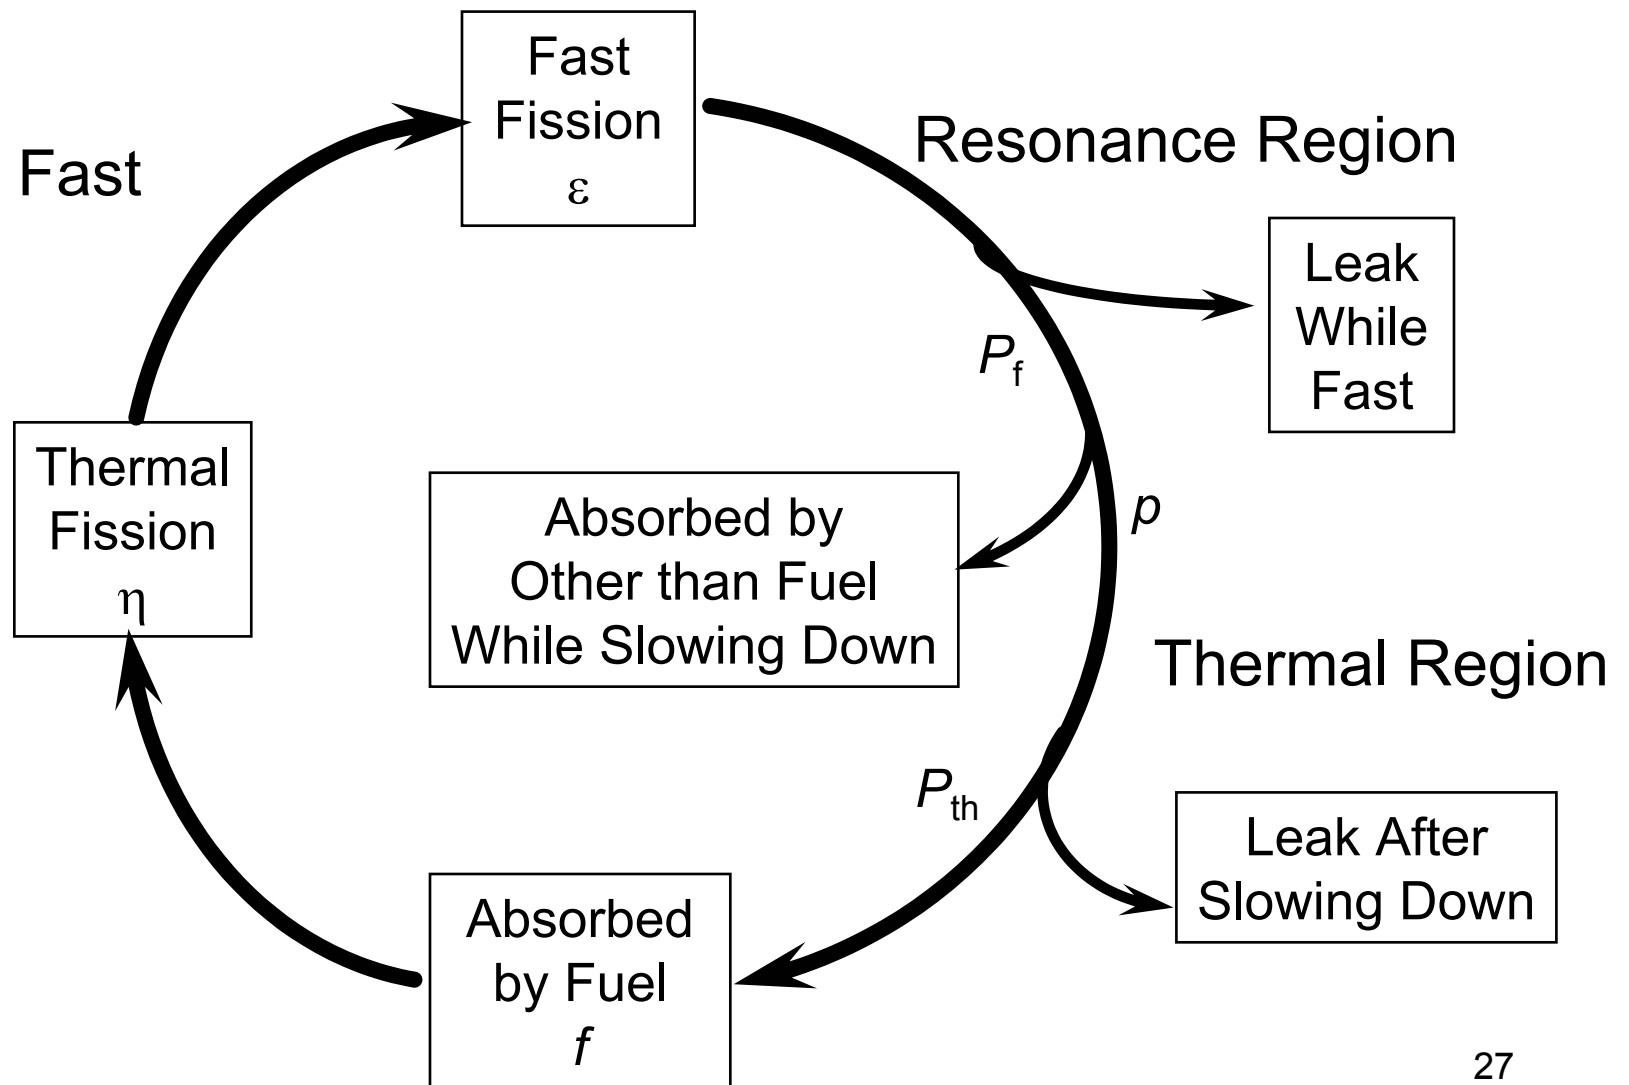 Fast
Fission
ε
Fast
Resonance Region
Leak
While
Fast
Pf
Thermal
Fission
η
Absorbed by
Other than Fuel
While Slowing Down
p
Thermal Region
Pth
Leak After
Slowing Down
Absorbed
by Fuel
f
27